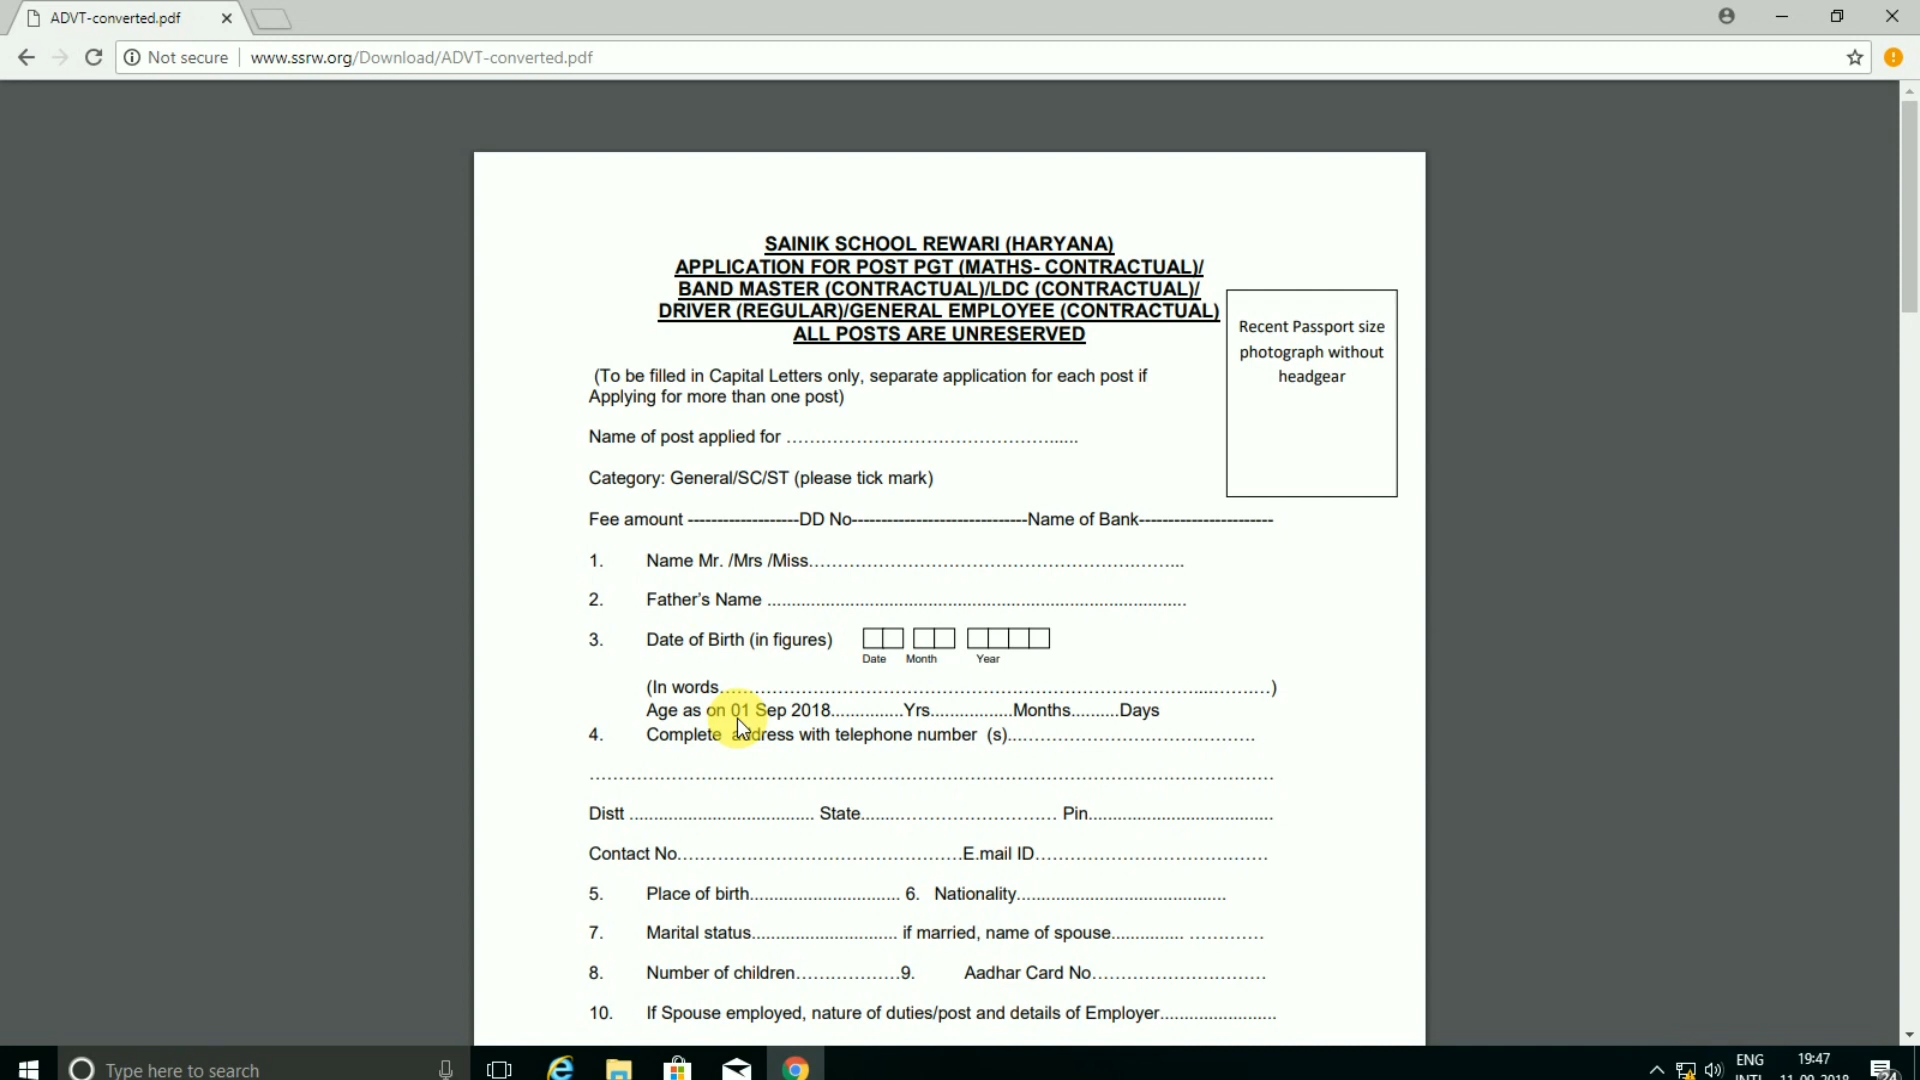 ADVT-converted.pdf
Not secure
www.ssrw.org/Download/ADVT-converted.pdf
SAINIK SCHOOL REWARI (HARYANA)
APPLICATION FOR POST PGT (MATHS- CONTRACTUAL)/
BAND MASTER (CONTRACTUAL)/LDC (CONTRACTUAL)/
DRIVER (REGULAR)/GENERAL EMPLOYEE (CONTRACTUAL)
ALL POSTS ARE UNRESERVED
Recent Passport size
photograph without
headgear
(To be filled in Capital Letters only, separate application for each post if
Applying for more than one post)
Name of post applied for ................................................
Category: General/SC/ST (please tick mark)
Fee amount -------------------DD No------------------------------Name of Bank-----------------------
1. Name Mr. /Mrs /Miss................................................................
2. Father's Name .....................................................................................
3. Date of Birth (in figures)
Date Month Year
(In words..........................................................................................)
Age as on 01 Sep 2018...............Yrs.................Months..........Days
4. Complete address with telephone number (s)..........................................
..............................................................................................................
Distt ...................................... State.................................. Pin......................................
Contact No................................................E.mail ID........................................
5. Place of birth............................... 6. Nationality...........................................
7. Marital status.............................. if married, name of spouse............... .............
8. Number of children..................9. Aadhar Card No..............................
10. If Spouse employed, nature of duties/post and details of Employer........................
Type here to search
ENG
19:47
INTL
11-09-2018
24